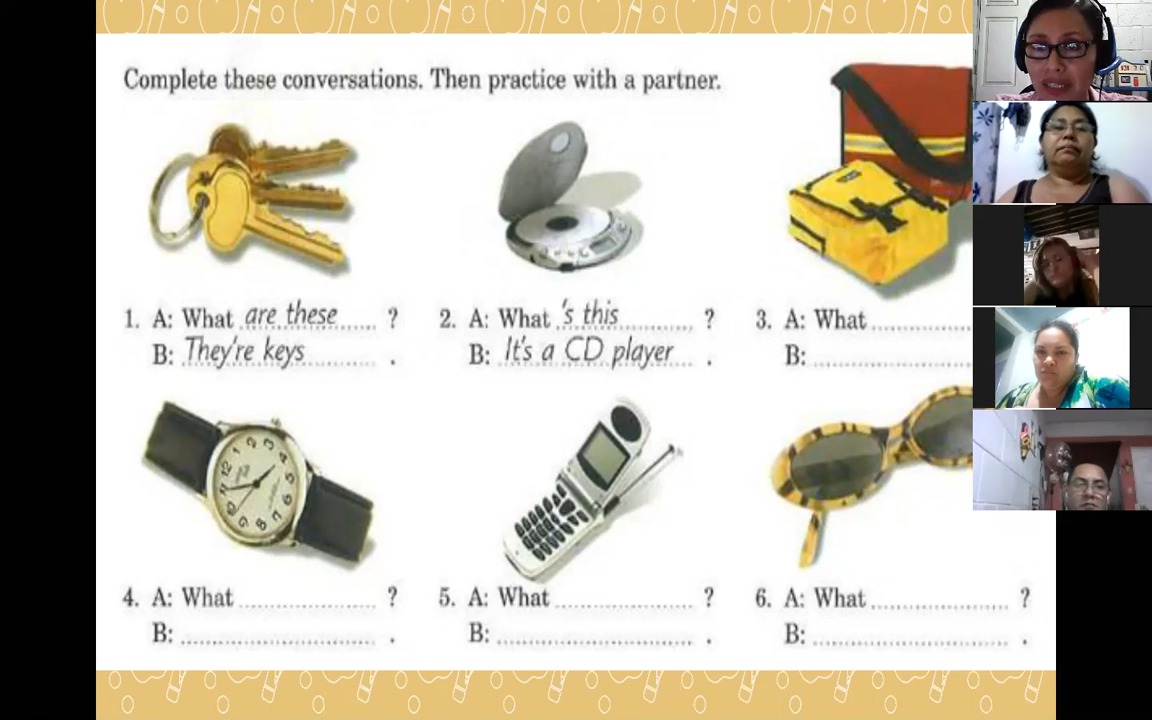 Complete these conversations. Then practice with a partner.
1. A: What are these ?
B: They're keys .
2. A: What 's this ?
B: It's a CD player .
3. A: What
B:
4. A: What ?
B: .
5. A: What ?
B: .
6. A: What ?
B: .